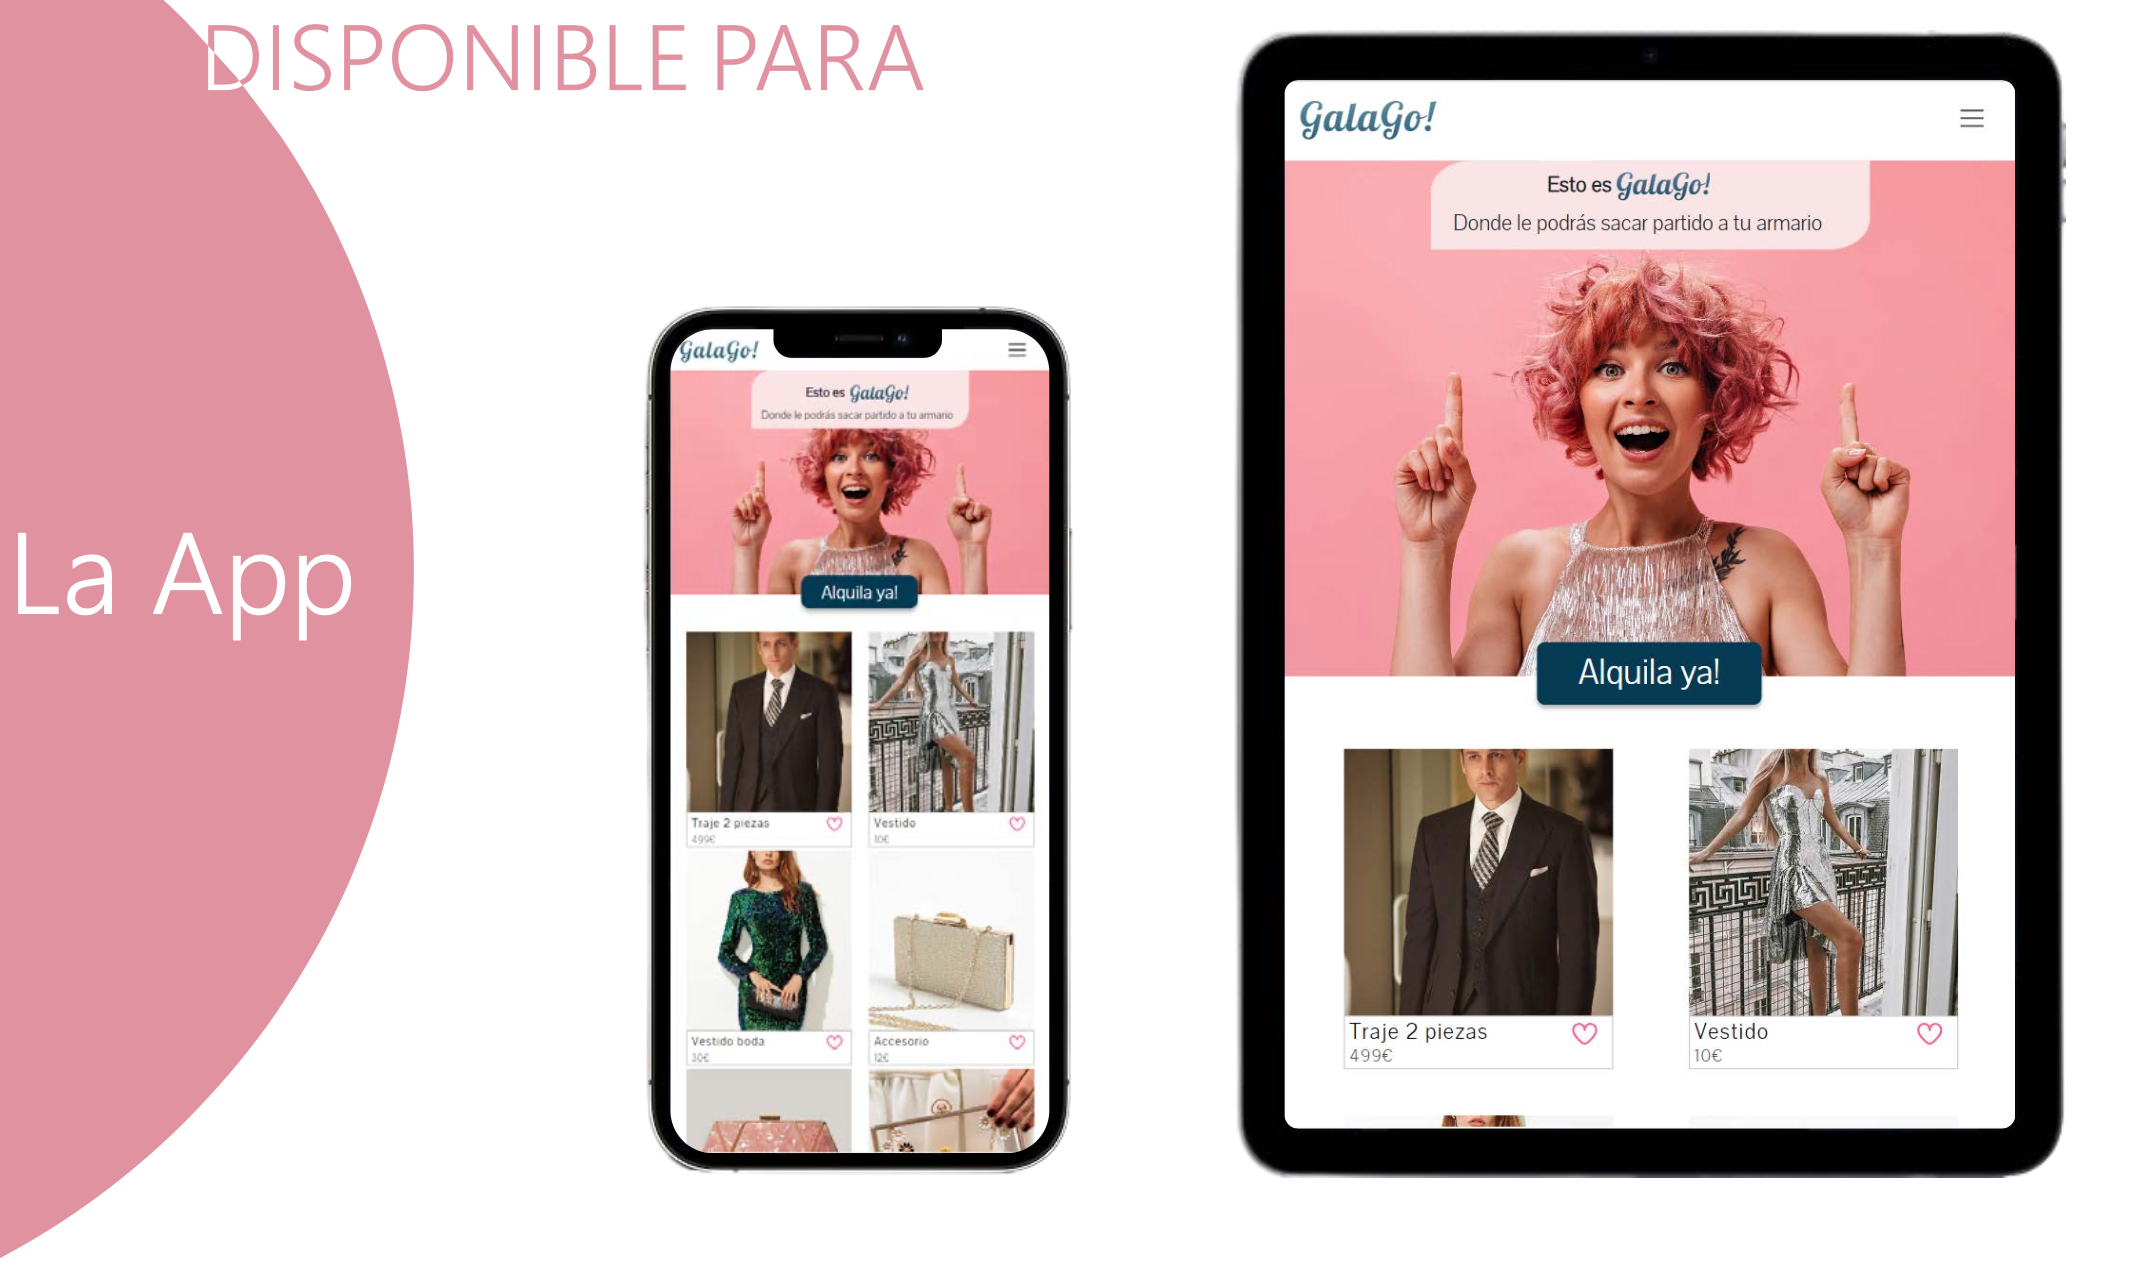 DISPONIBLE PARA
La App
GalaGo!
Esto es GalaGo!
Donde le podrás sacar partido a tu armario
Alquila ya!
Traje 2 piezas
499€
Vestido
10€
Vestido boda
30€
Accesorio
12€
GalaGo!
Esto es GalaGo!
Donde le podrás sacar partido a tu armario
Alquila ya!
Traje 2 piezas
499€
Vestido
10€